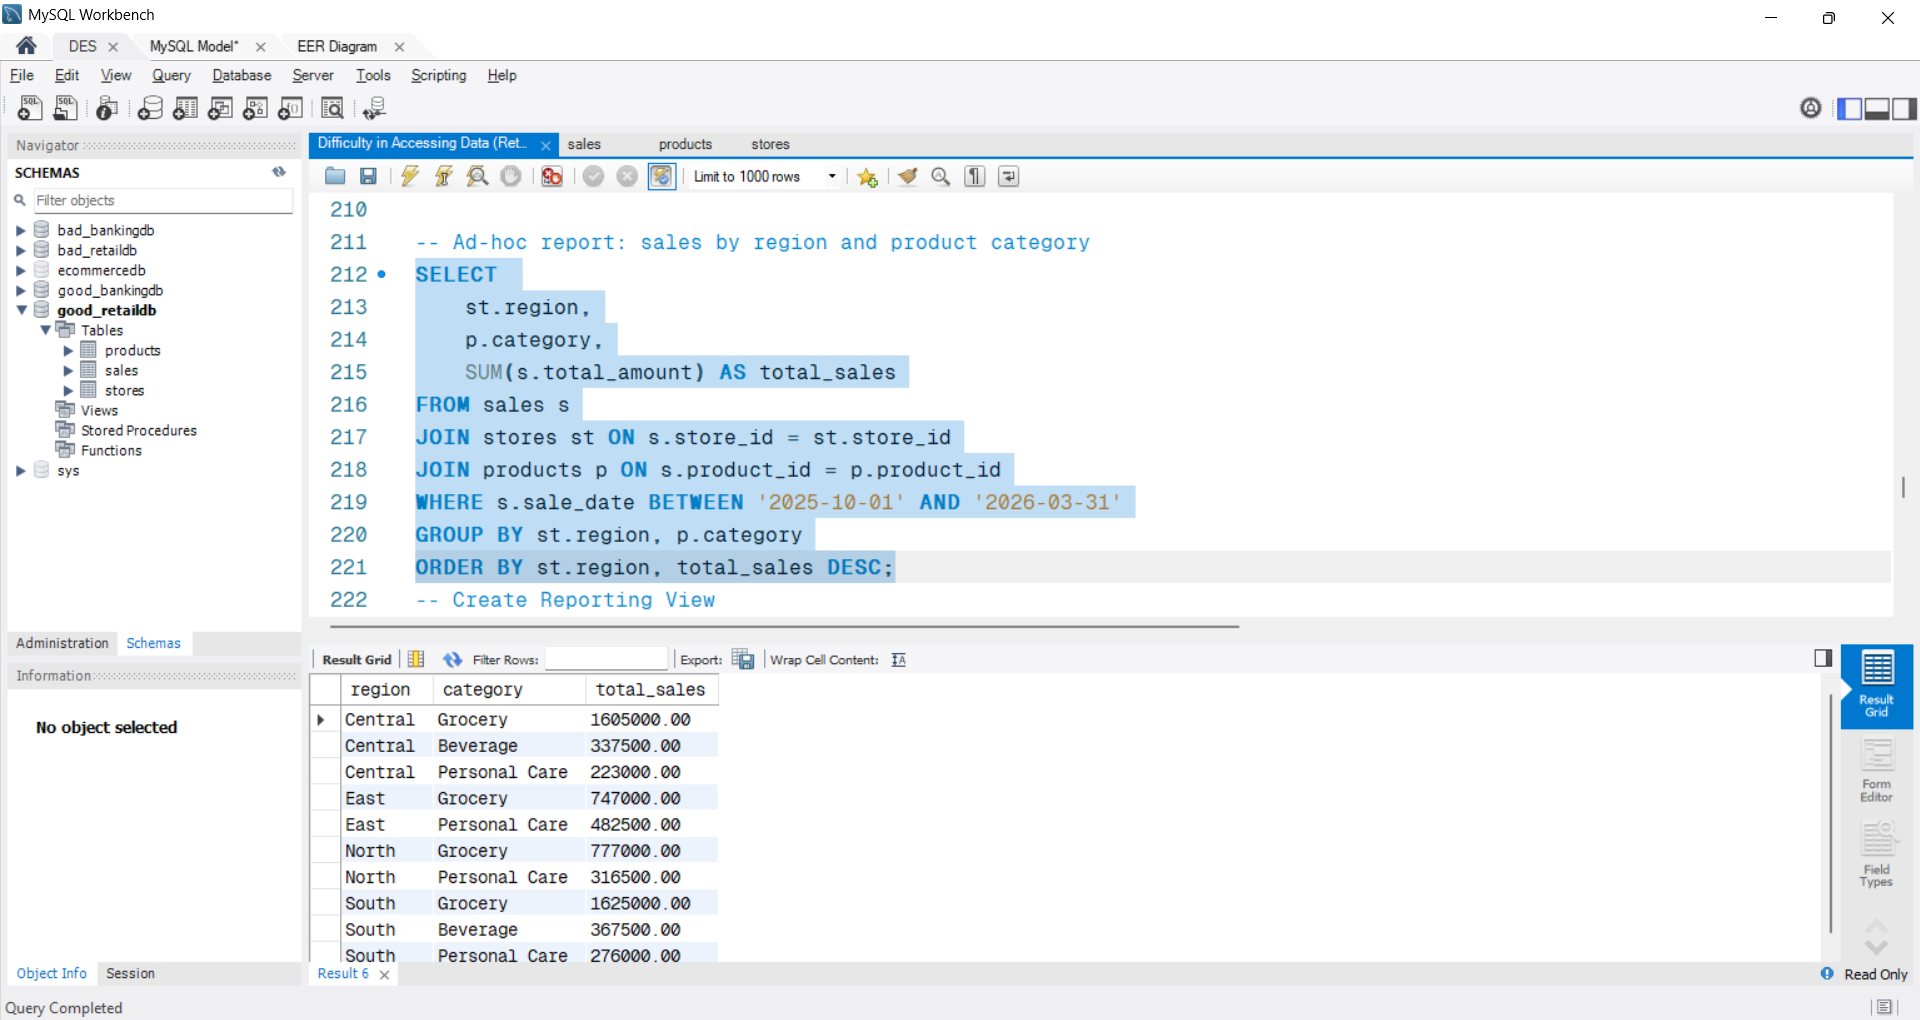 MySQL Workbench
DES
MySQL Model*
EER Diagram
File Edit View Query Database Server Tools Scripting Help
Navigator
SCHEMAS
Filter objects
bad_bankingdb
bad_retaildb
ecommercedb
good_bankingdb
good_retaildb
Tables
products
sales
stores
Views
Stored Procedures
Functions
sys
Administration Schemas
Information
No object selected
Object Info Session
Difficulty in Accessing Data (Ret... sales products stores
Limit to 1000 rows
210
211 -- Ad-hoc report: sales by region and product category
212 SELECT
213 st.region,
214 p.category,
215 SUM(s.total_amount) AS total_sales
216 FROM sales s
217 JOIN stores st ON s.store_id = st.store_id
218 JOIN products p ON s.product_id = p.product_id
219 WHERE s.sale_date BETWEEN '2025-10-01' AND '2026-03-31'
220 GROUP BY st.region, p.category
221 ORDER BY st.region, total_sales DESC;
222 -- Create Reporting View
Result Grid Filter Rows: Export: Wrap Cell Content:
region category total_sales
Central Grocery 1605000.00
Central Beverage 337500.00
Central Personal Care 223000.00
East Grocery 747000.00
East Personal Care 482500.00
North Grocery 777000.00
North Personal Care 316500.00
South Grocery 1625000.00
South Beverage 367500.00
South Personal Care 276000.00
Result
Grid
Form
Editor
Field
Types
Result 6
Read Only
Query Completed